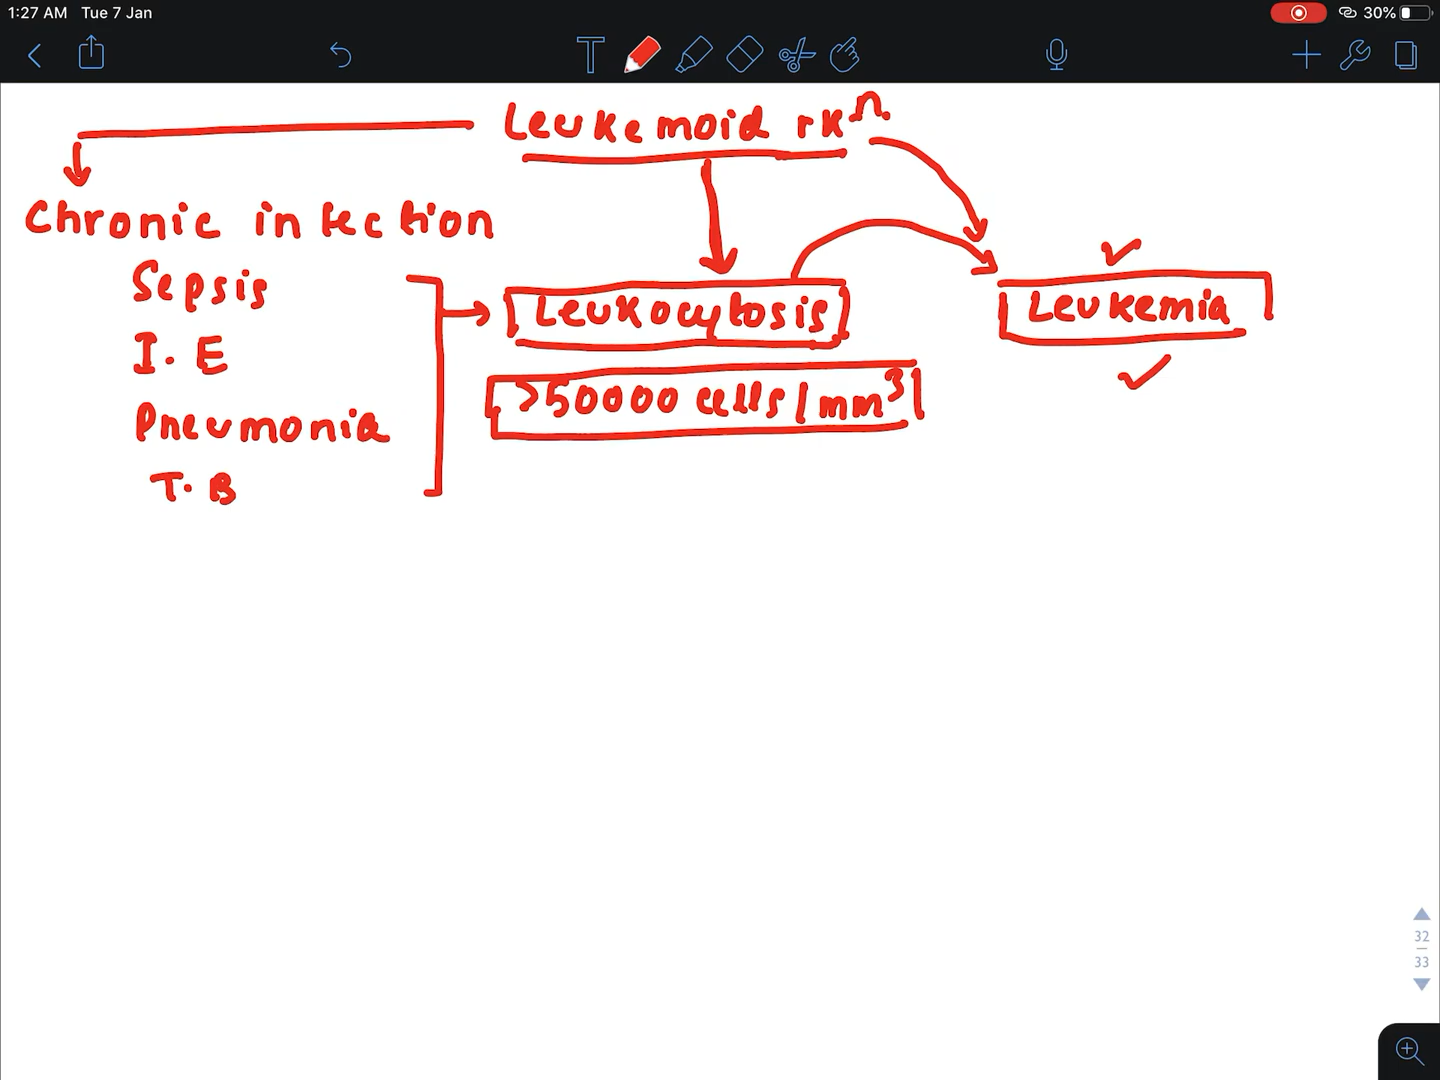 1:27 AM Tue 7 Jan
30%
T
Leukemoid rxⁿ.
Chronic infection
Sepsis
I. E
Pneumonia
T. B
Leukocytosis
>50000 cells/mm³
Leukemia
32
33